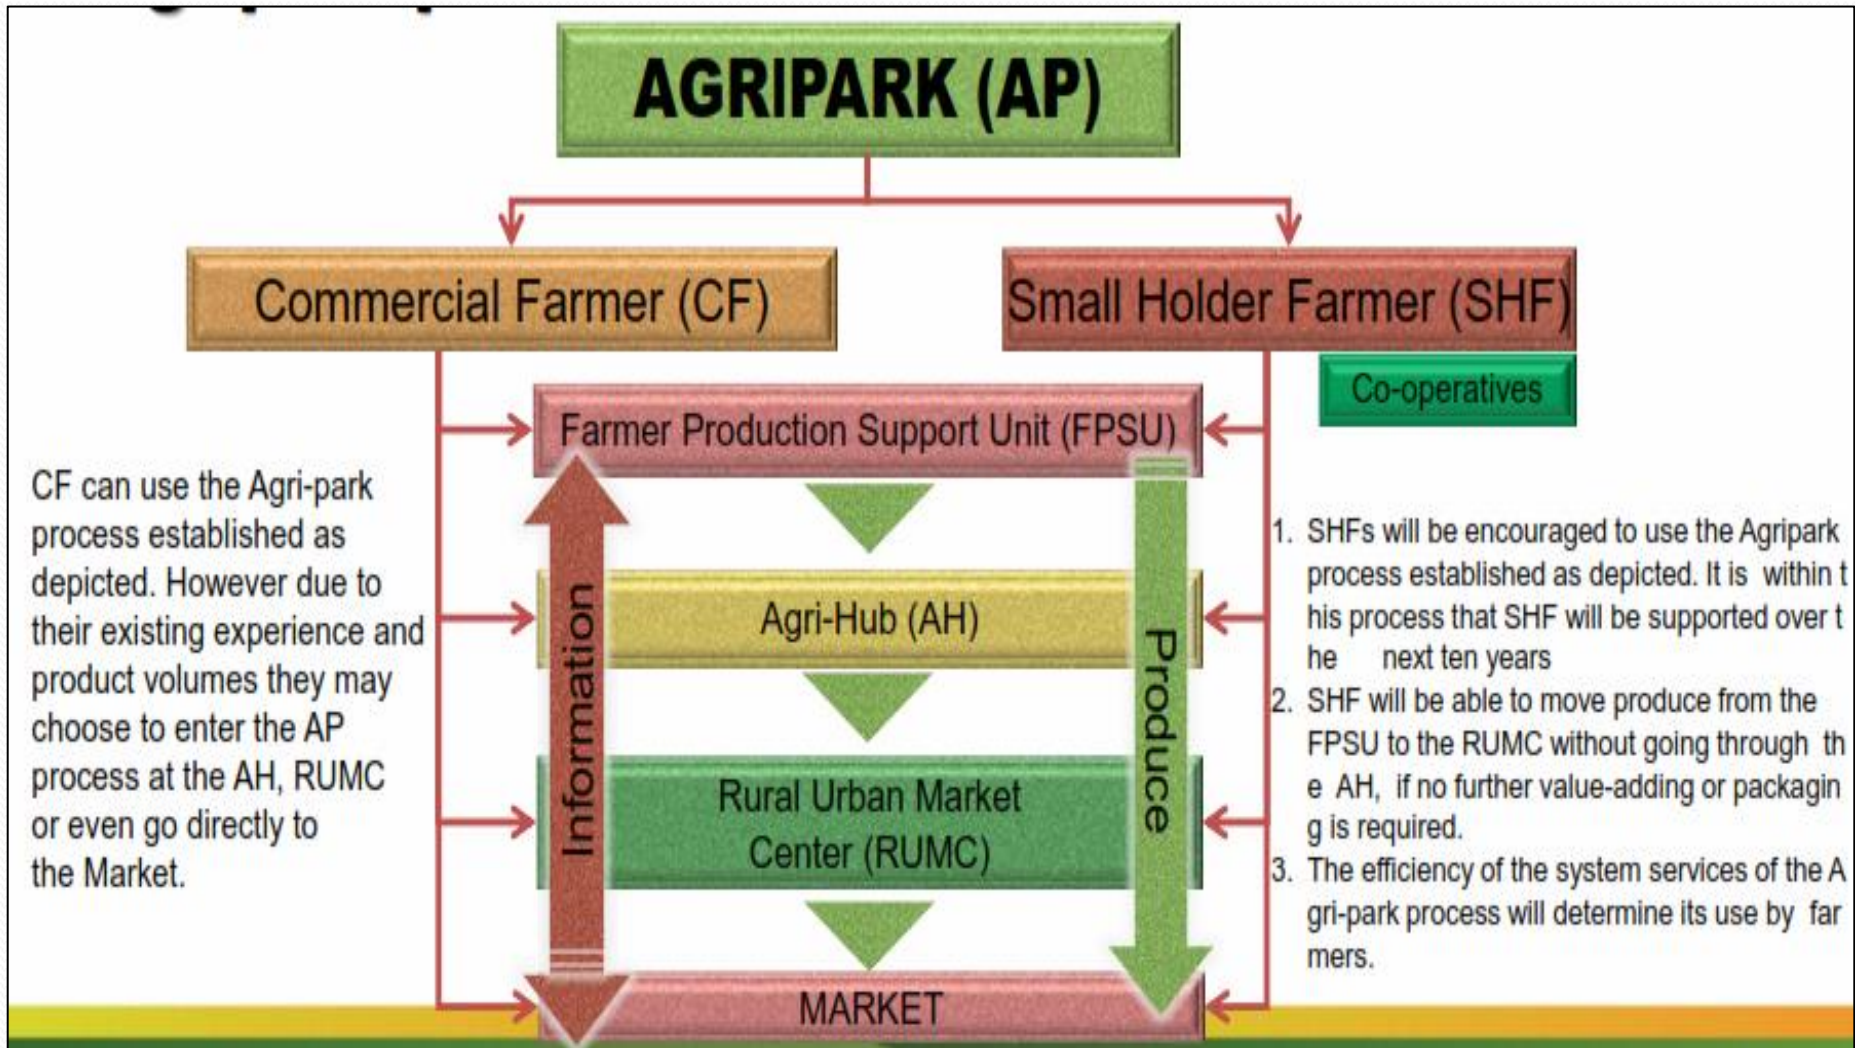 AGRIPARK (AP)
Commercial Farmer (CF)
Small Holder Farmer (SHF)
Co-operatives
Farmer Production Support Unit (FPSU)
Agri-Hub (AH)
Rural Urban Market
Center (RUMC)
MARKET
Information
Produce
CF can use the Agri-park
process established as
depicted. However due to
their existing experience and
product volumes they may
choose to enter the AP
process at the AH, RUMC
or even go directly to
the Market.
1. SHFs will be encouraged to use the Agripark
process established as depicted. It is within t
his process that SHF will be supported over t
he next ten years
2. SHF will be able to move produce from the
FPSU to the RUMC without going through th
e AH, if no further value-adding or packagin
g is required.
3. The efficiency of the system services of the A
gri-park process will determine its use by far
mers.